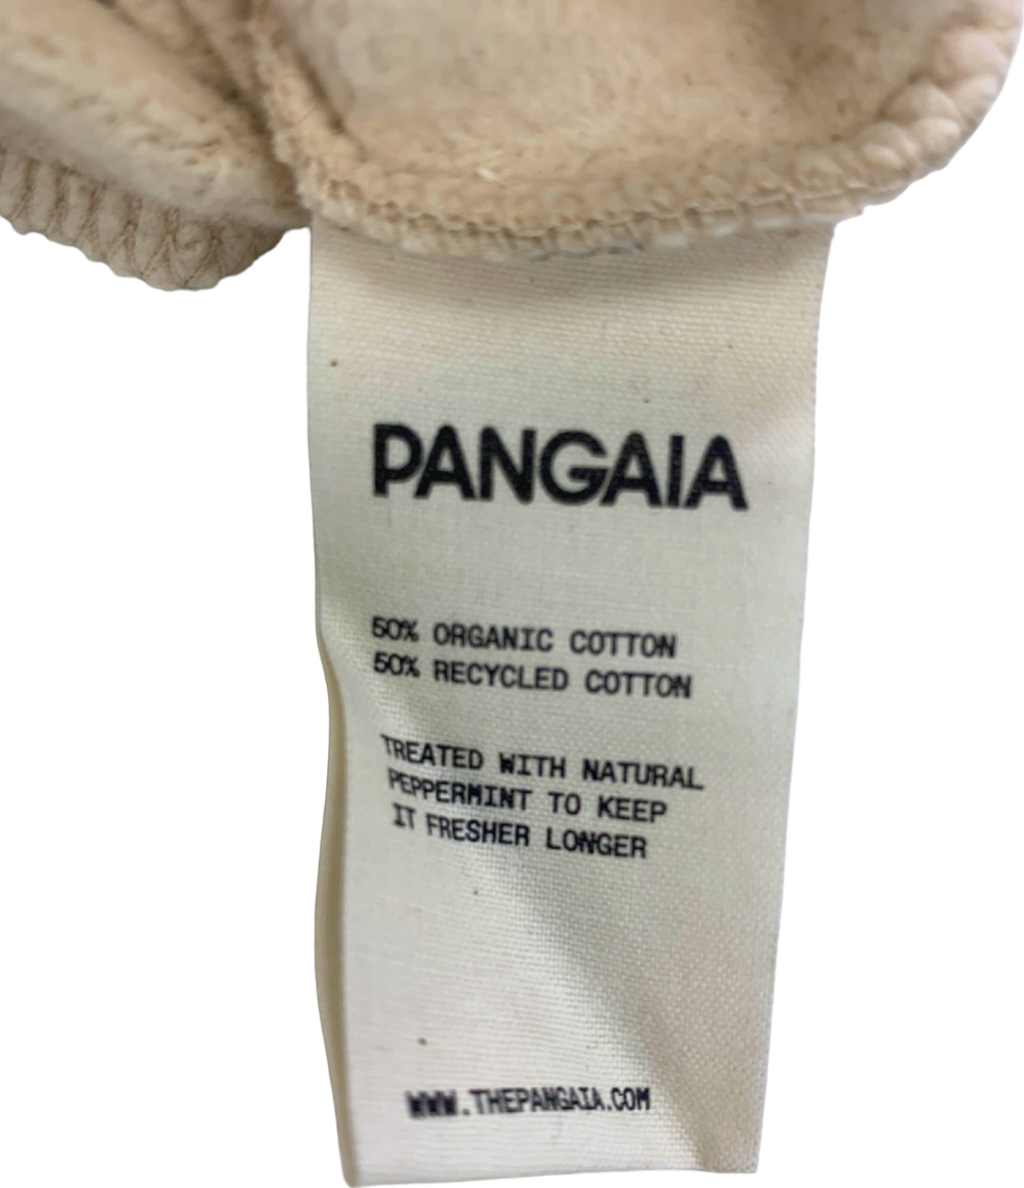 PANGAIA
50% ORGANIC COTTON
50% RECYCLED COTTON
TREATED WITH NATURAL
PEPPERMINT TO KEEP
IT FRESHER LONGER
WWW.THEPANGAIA.COM